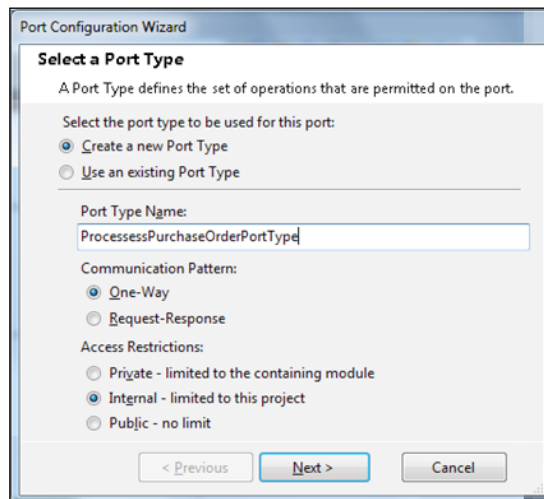 Port Configuration Wizard
Select a Port Type
A Port Type defines the set of operations that are permitted on the port.
Select the port type to be used for this port:
Create a new Port Type
Use an existing Port Type
Port Type Name:
ProcessessPurchaseOrderPortType
Communication Pattern:
One-Way
Request-Response
Access Restrictions:
Private - limited to the containing module
Internal - limited to this project
Public - no limit
< Previous Next > Cancel